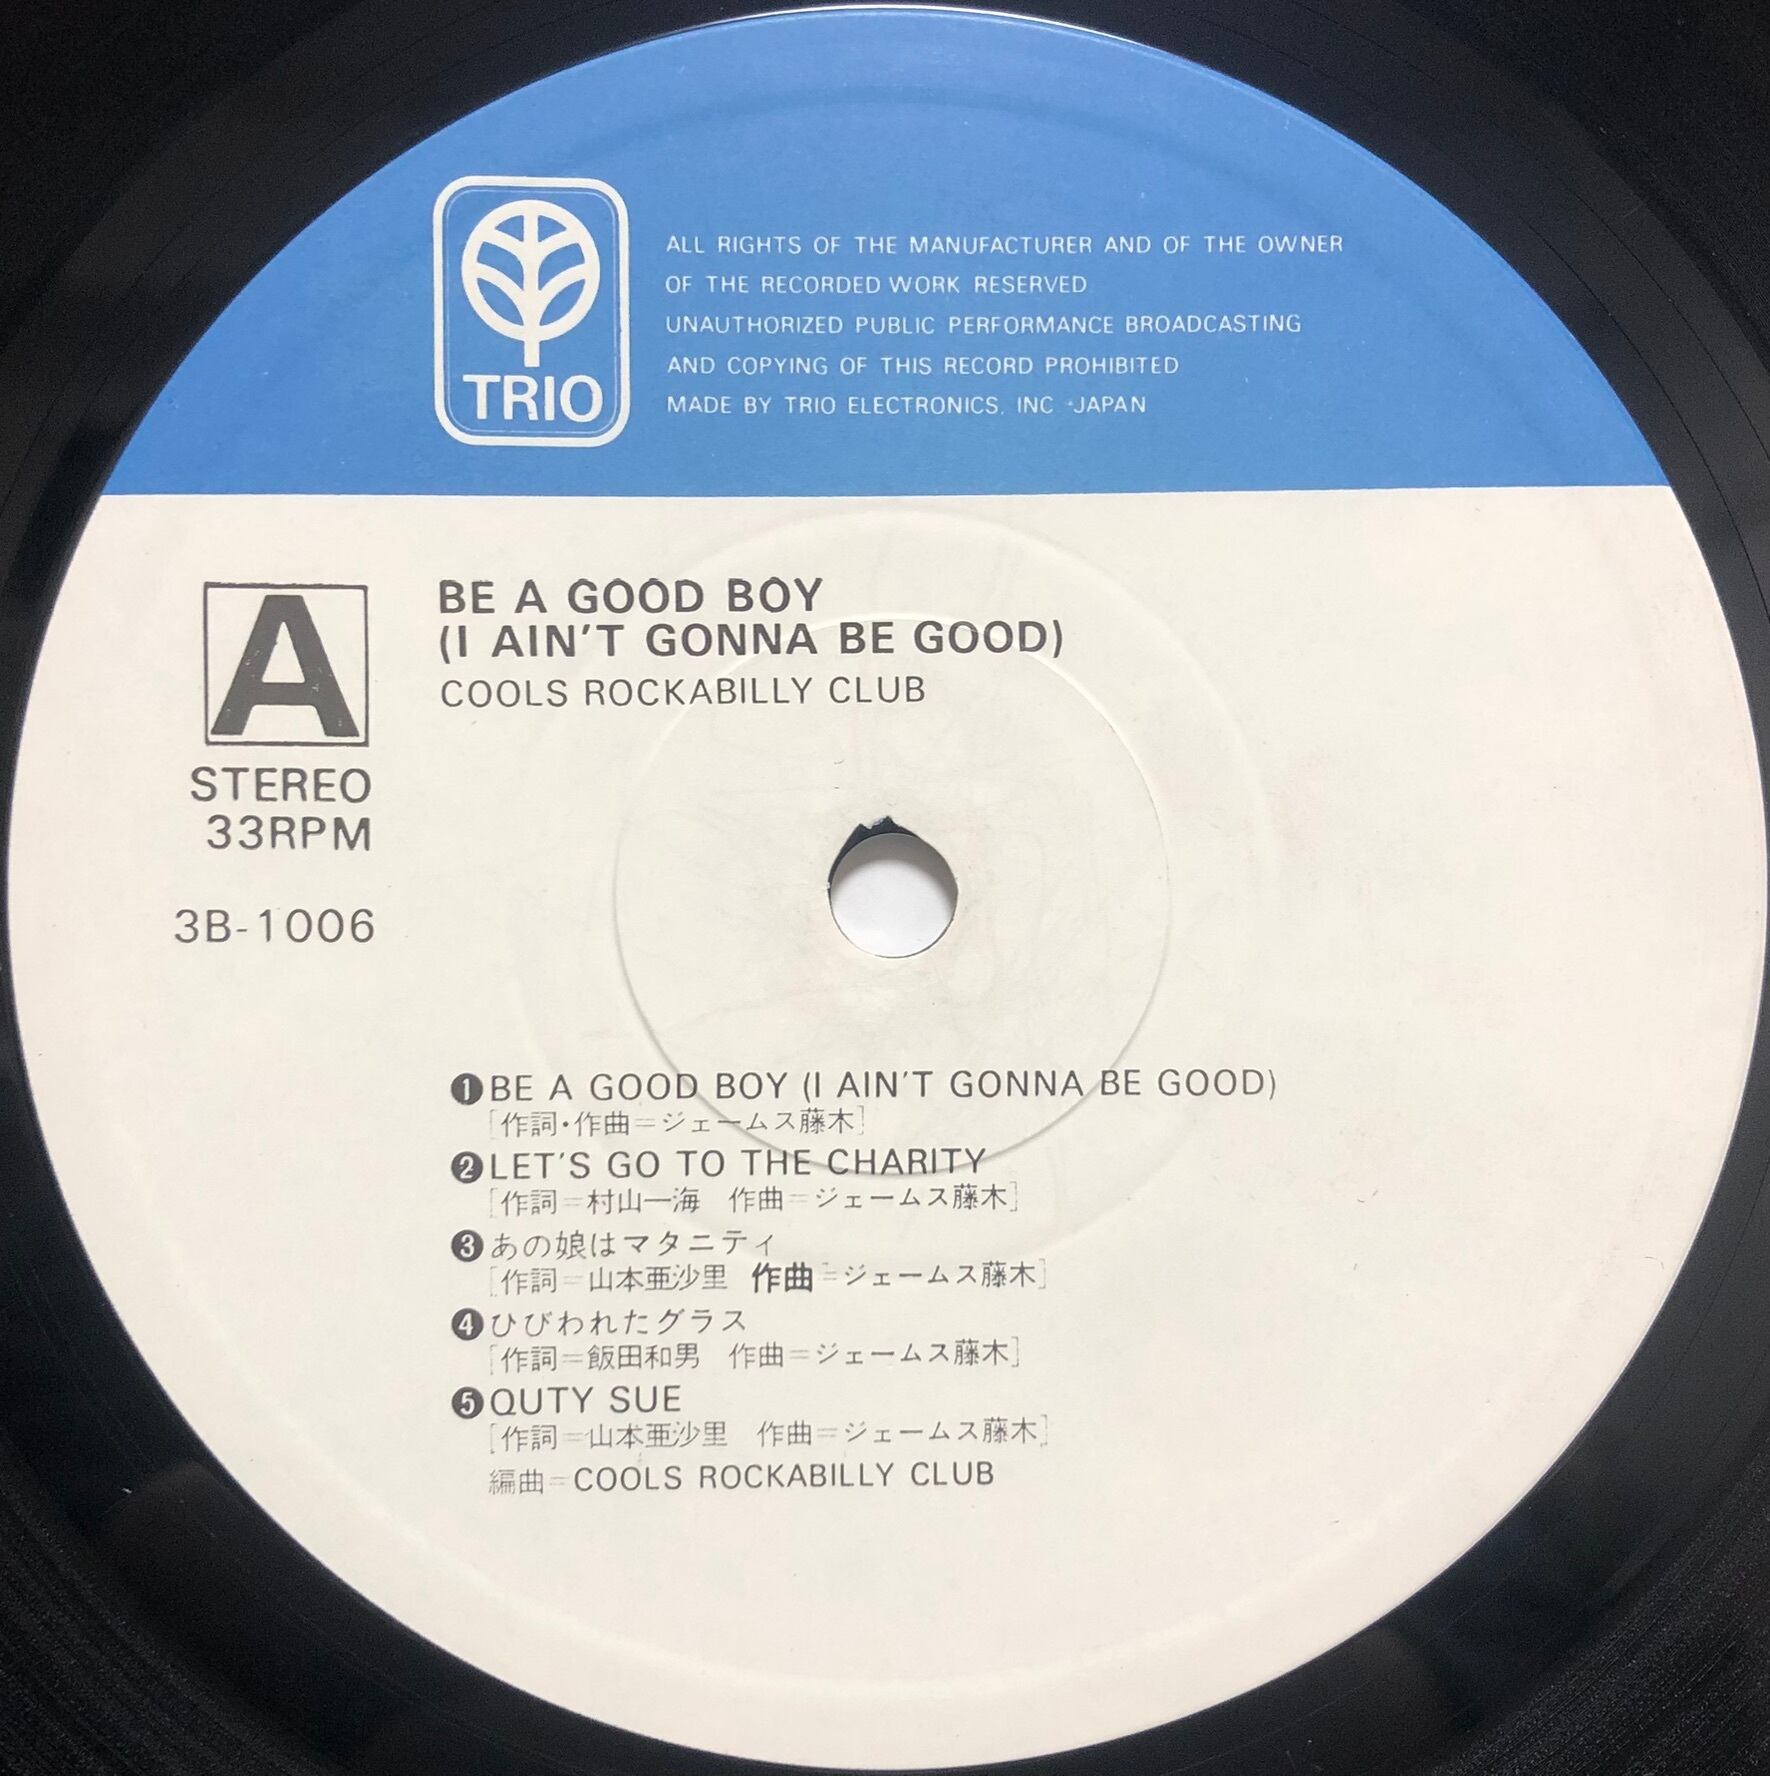 TRIO
ALL RIGHTS OF THE MANUFACTURER AND OF THE OWNER
OF THE RECORDED WORK RESERVED
UNAUTHORIZED PUBLIC PERFORMANCE BROADCASTING
AND COPYING OF THIS RECORD PROHIBITED
MADE BY TRIO ELECTRONICS, INC ·JAPAN
A
STEREO
33RPM
3B-1006
BE A GOOD BOY
(I AIN'T GONNA BE GOOD)
COOLS ROCKABILLY CLUB
❶BE A GOOD BOY (I AIN'T GONNA BE GOOD)
[作詞・作曲=ジェームス藤木]
❷LET'S GO TO THE CHARITY
[作詞=村山一海 作曲=ジェームス藤木]
❸あの娘はマタニティ
[作詞=山本亜沙里 作曲=ジェームス藤木]
❹ひびわれたグラス
[作詞=飯田和男 作曲=ジェームス藤木]
❺QUTY SUE
[作詞=山本亜沙里 作曲=ジェームス藤木]
編曲=COOLS ROCKABILLY CLUB